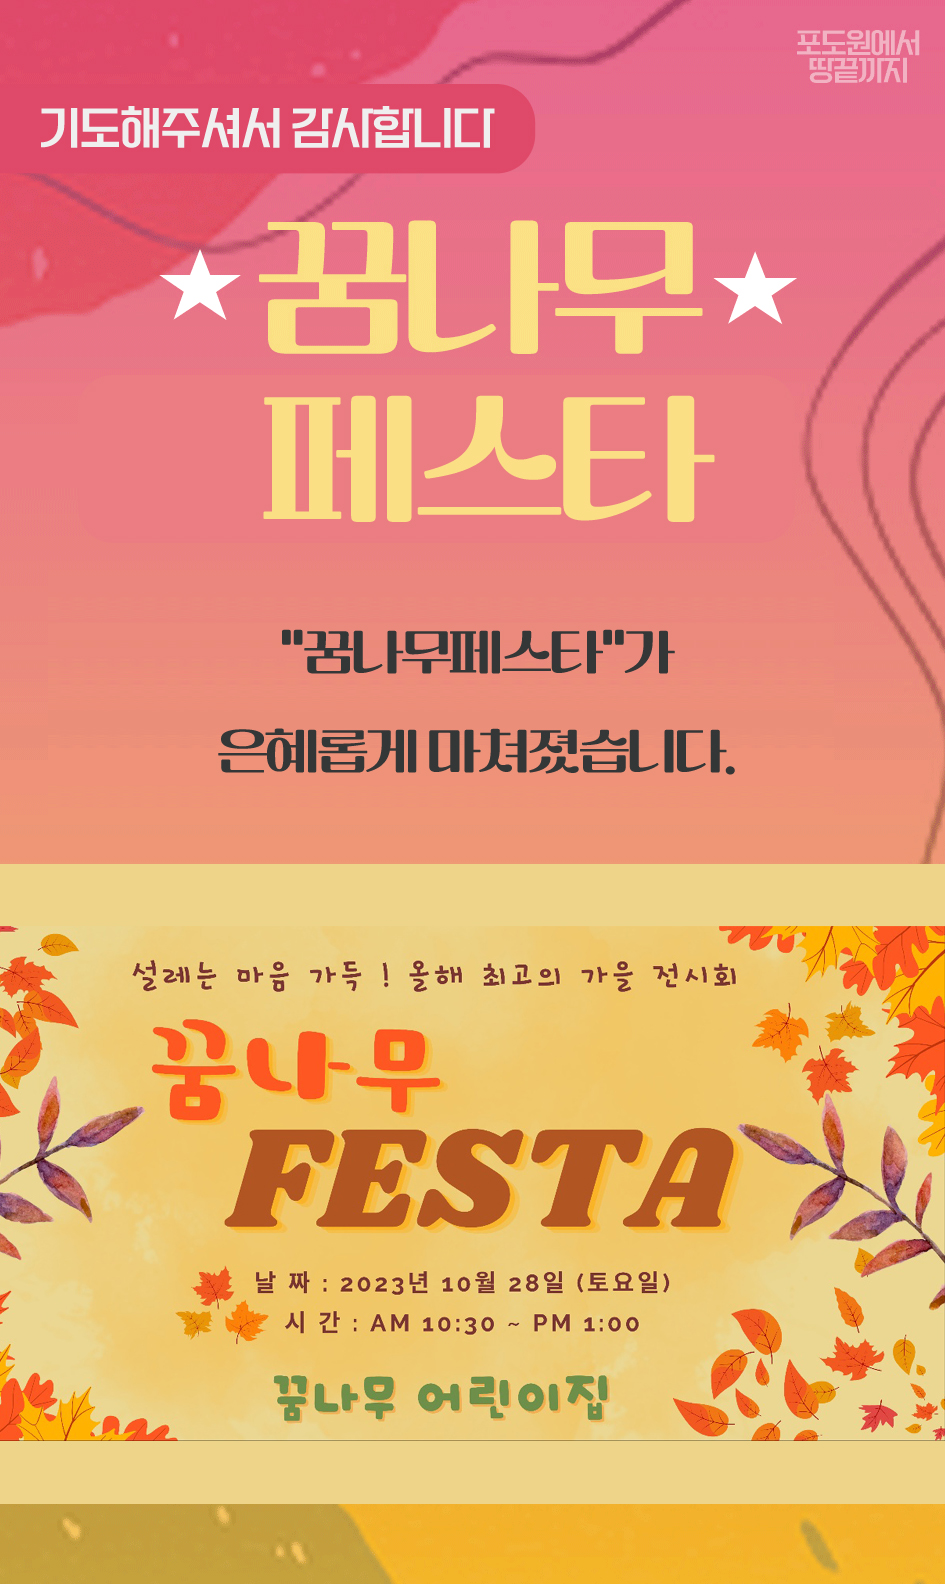 포도원에서
땅끝까지
기도해주셔서 감사합니다
꿈나무
페스타
"꿈나무페스타"가
은혜롭게 마쳐졌습니다.
설레는 마음 가득 ! 올해 최고의 가을 전시회
꿈나무
FESTA
날 짜 : 2023년 10월 28일 (토요일)
시 간 : AM 10:30 ~ PM 1:00
꿈나무 어린이집